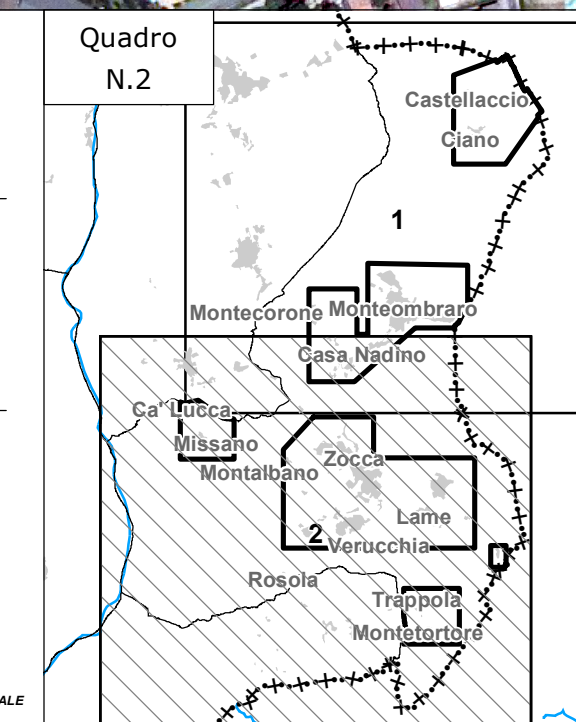 Quadro
N.2
Castellaccio
Ciano
1
Montecorone
Monteombraro
Casa Nadino
Ca' Lucca
Missano
Montalbano
Zocca
Lame
2
Verucchia
Rosola
Trappola
Montetortore
ALE